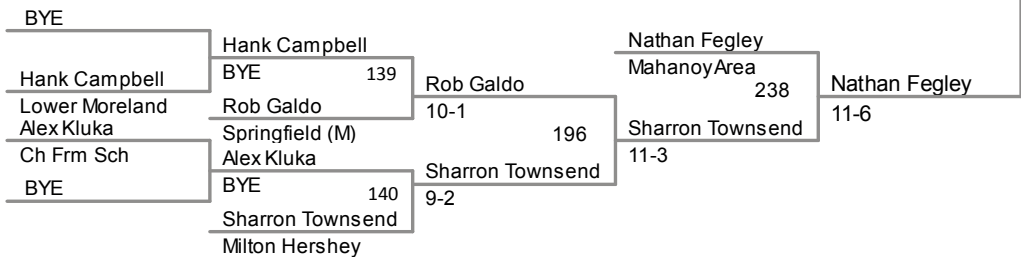 BYE
Hank Campbell
Lower Moreland
Alex Kluka
Ch Frm Sch
BYE
Hank Campbell
BYE
139
Rob Galdo
Springfield (M)
Alex Kluka
BYE
140
Sharron Townsend
Milton Hershey
Rob Galdo
10-1
196
Sharron Townsend
9-2
Nathan Fegley
Mahanoy Area
238
Sharron Townsend
11-3
Nathan Fegley
11-6